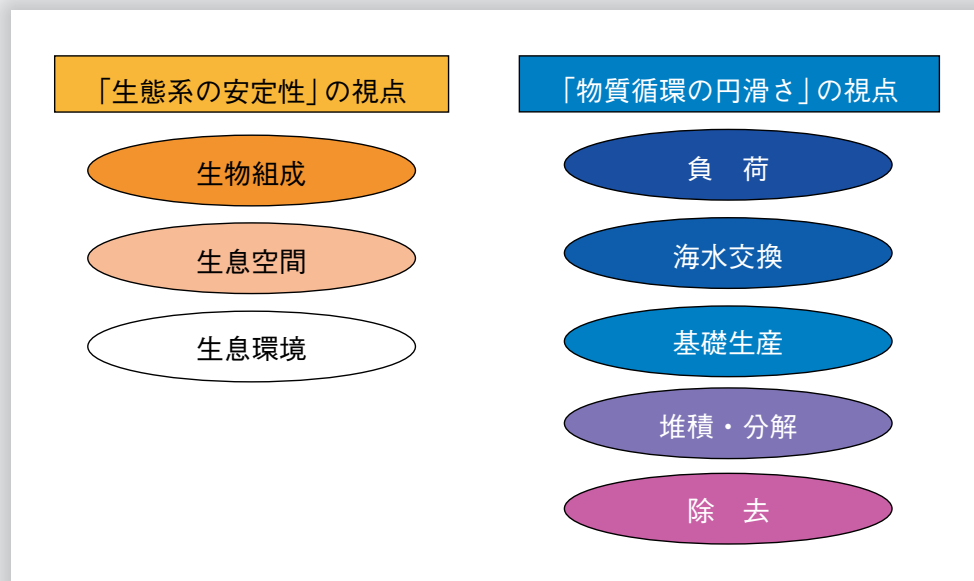 「生態系の安定性」の視点
生物組成
生息空間
生息環境
「物質循環の円滑さ」の視点
負　荷
海水交換
基礎生産
堆積・分解
除　去